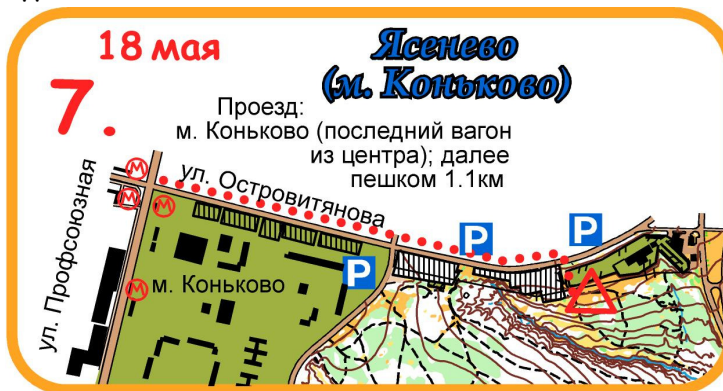 18 мая
Ясенево
(м. Коньково)
7.
Проезд:
м. Коньково (последний вагон
из центра); далее
пешком 1.1км
ул. Островитянова
ул. Профсоюзная
м. Коньково
М
М
М
М
P
P
P